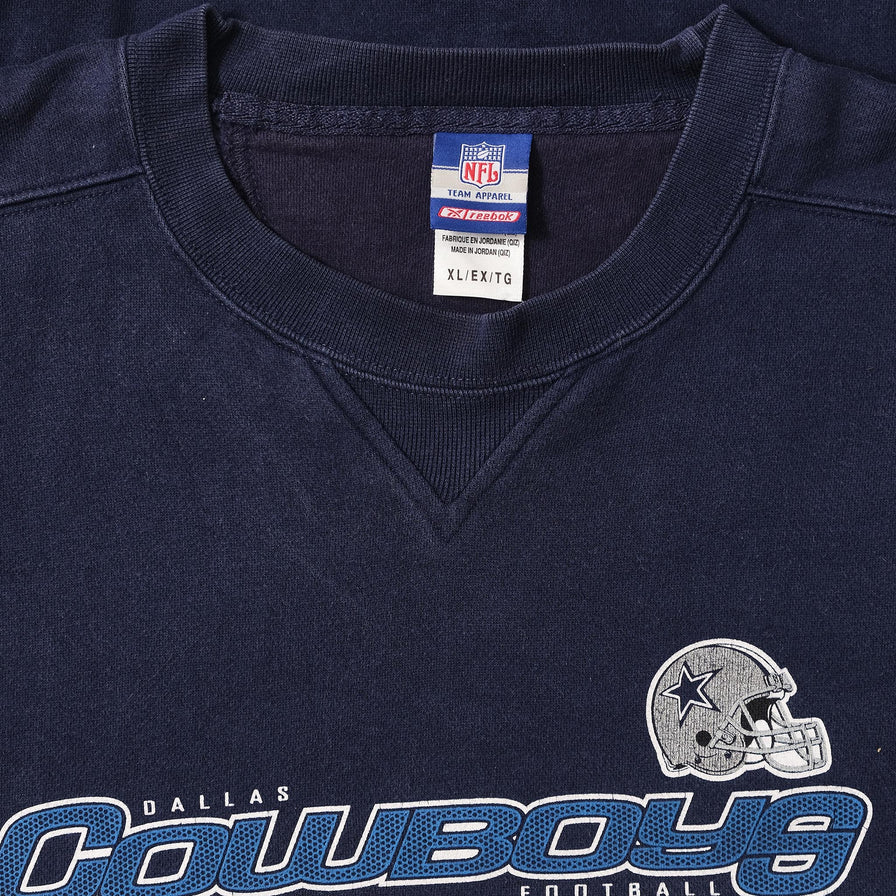 NFL
TEAM APPAREL
Reebok
FABRIQUE EN JORDANIE (QIZ)
MADE IN JORDAN (QIZ)
XL/EX/TG
DALLAS
COWBOYS
FOOTBALL